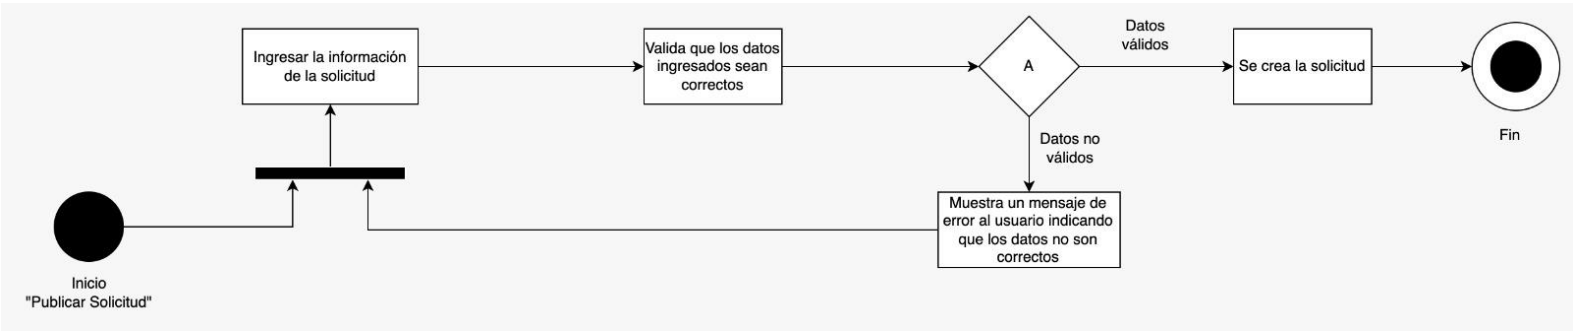 Ingresar la información
de la solicitud
Valida que los datos
ingresados sean
correctos
A
Datos
válidos
Se crea la solicitud
Fin
Datos no
válidos
Muestra un mensaje de
error al usuario indicando
que los datos no son
correctos
Inicio
"Publicar Solicitud"